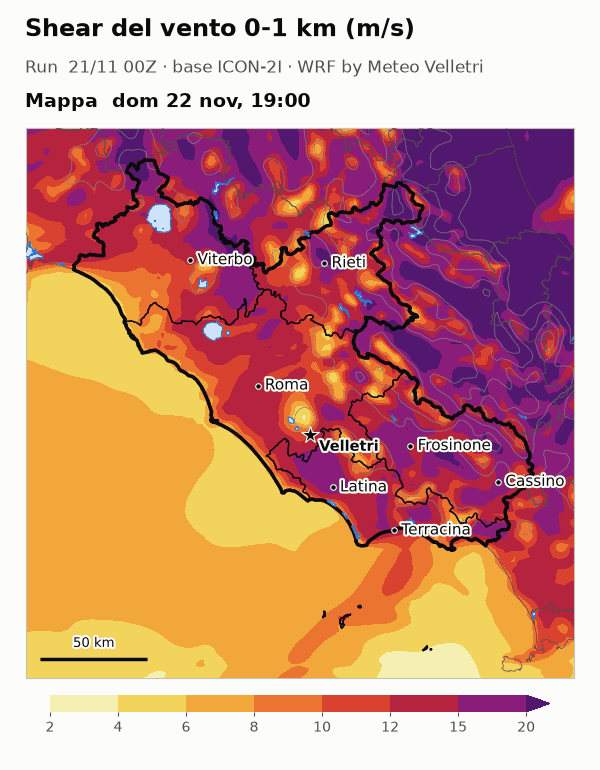 Shear del vento 0-1 km (m/s)
Run  21/11 00Z · base ICON-2I · WRF by Meteo Velletri
Mappa  dom 22 nov, 19:00
Viterbo
Rieti
Roma
Velletri
Frosinone
Latina
Cassino
Terracina
50 km
2 4 6 8 10 12 15 20